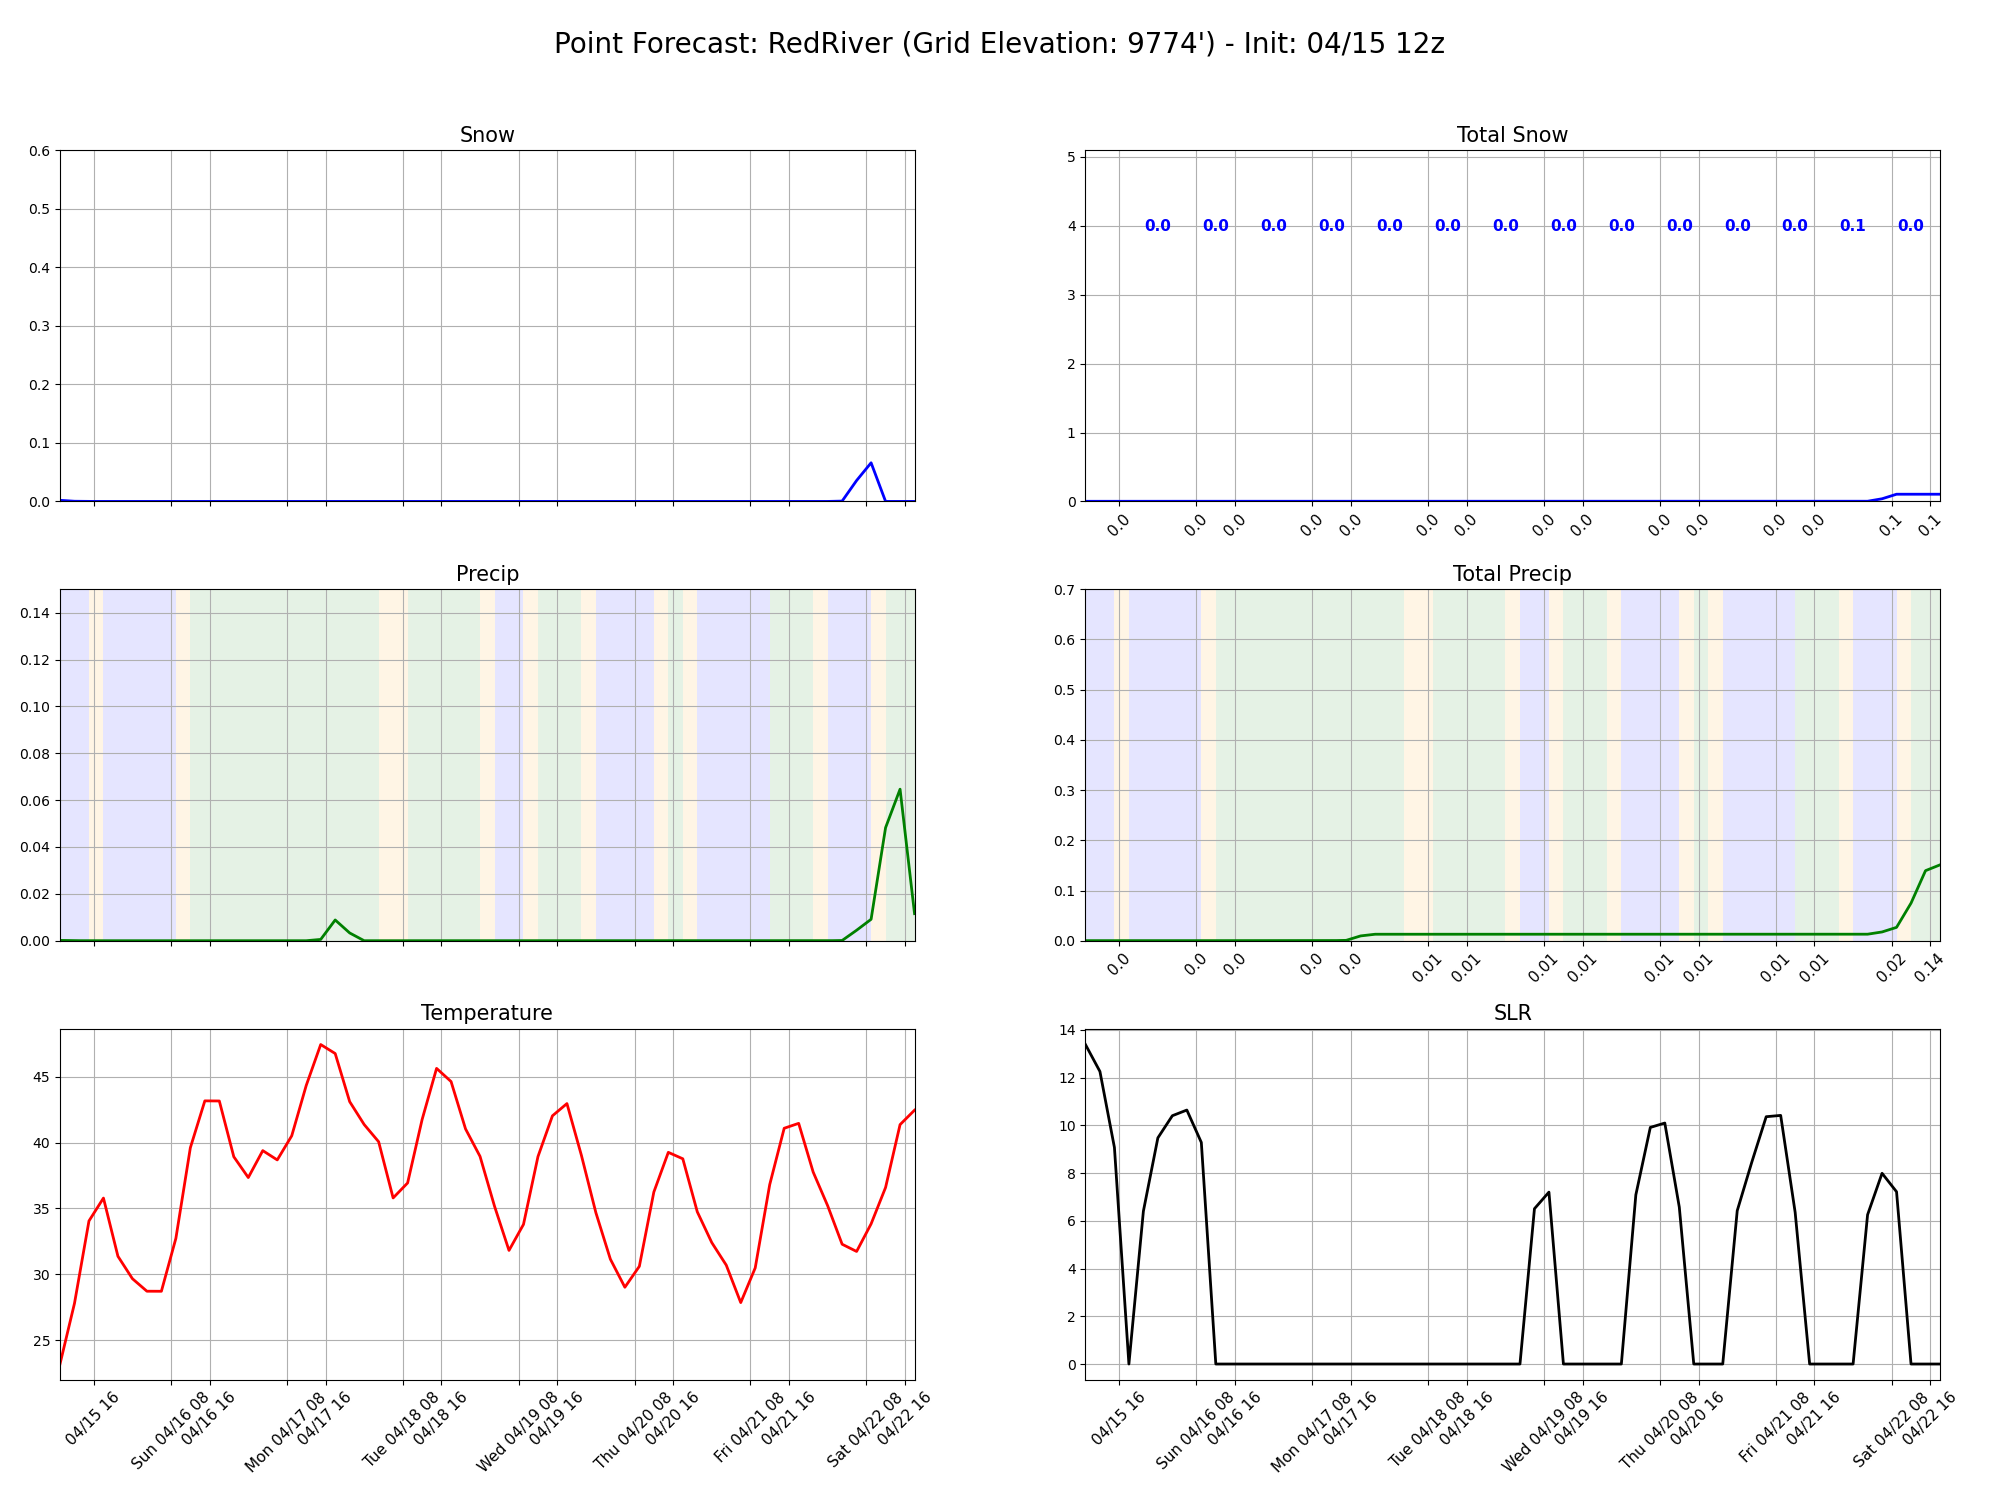 Point Forecast: RedRiver (Grid Elevation: 9774') - Init: 04/15 12z
Snow
0.6
0.5
0.4
0.3
0.2
0.1
0.0
Total Snow
5
4
3
2
1
0
0.0 0.0 0.0 0.0 0.0 0.0 0.0 0.0 0.0 0.0 0.0 0.0 0.1 0.0
0.0 0.0 0.0 0.0 0.0 0.0 0.0 0.0 0.0 0.0 0.0 0.0 0.0 0.1 0.1
Precip
0.14
0.12
0.10
0.08
0.06
0.04
0.02
0.00
Total Precip
0.7
0.6
0.5
0.4
0.3
0.2
0.1
0.0
0.0 0.0 0.0 0.0 0.0 0.01 0.01 0.01 0.01 0.01 0.01 0.01 0.01 0.02 0.14
Temperature
45
40
35
30
25
04/15 16
Sun 04/16 08
04/16 16
Mon 04/17 08
04/17 16
Tue 04/18 08
04/18 16
Wed 04/19 08
04/19 16
Thu 04/20 08
04/20 16
Fri 04/21 08
04/21 16
Sat 04/22 08
04/22 16
SLR
14
12
10
8
6
4
2
0
04/15 16
Sun 04/16 08
04/16 16
Mon 04/17 08
04/17 16
Tue 04/18 08
04/18 16
Wed 04/19 08
04/19 16
Thu 04/20 08
04/20 16
Fri 04/21 08
04/21 16
Sat 04/22 08
04/22 16